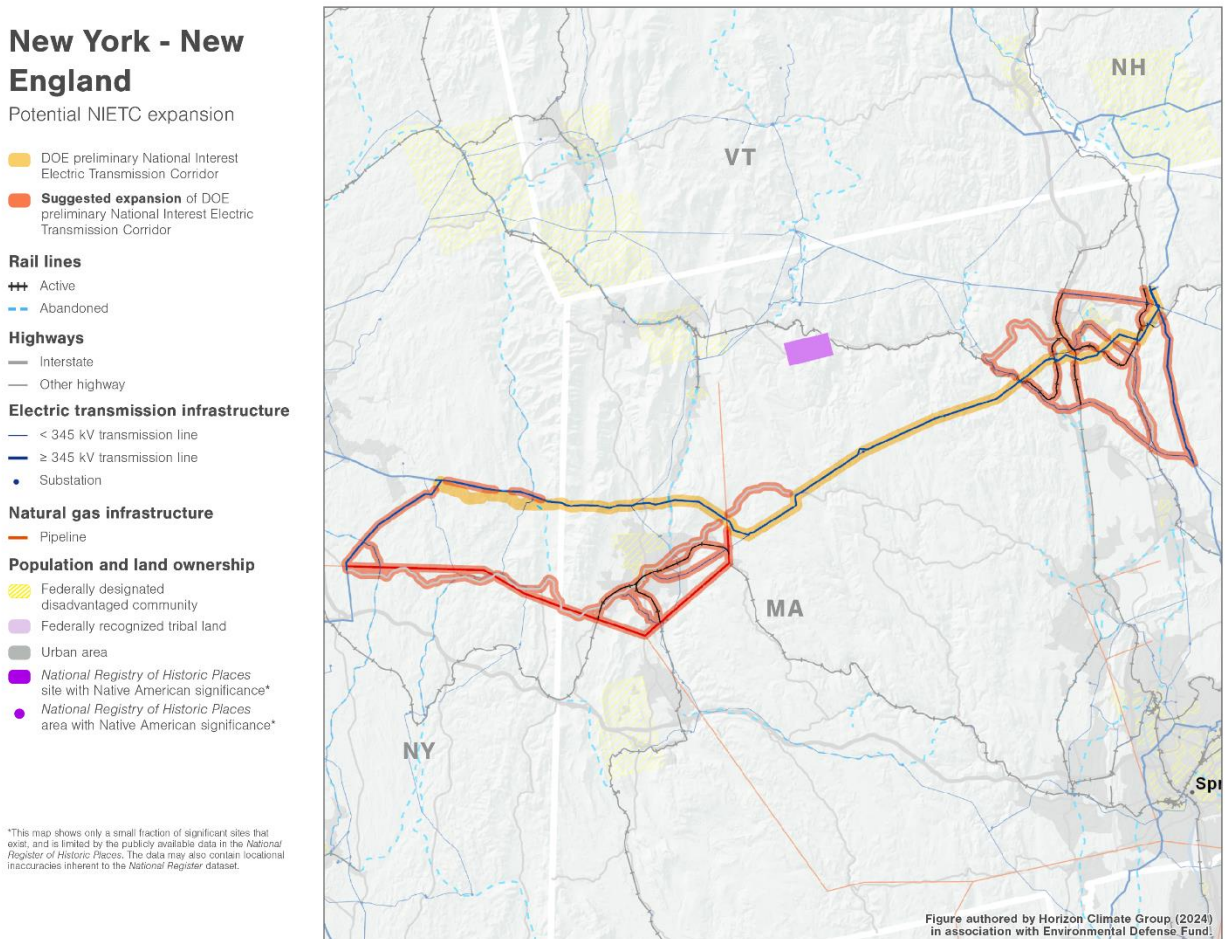 New York - New
England
Potential NIETC expansion
DOE preliminary National Interest
Electric Transmission Corridor
Suggested expansion of DOE
preliminary National Interest Electric
Transmission Corridor
Rail lines
Active
Abandoned
Highways
Interstate
Other highway
Electric transmission infrastructure
< 345 kV transmission line
≥ 345 kV transmission line
Substation
Natural gas infrastructure
Pipeline
Population and land ownership
Federally designated
disadvantaged community
Federally recognized tribal land
Urban area
National Registry of Historic Places
site with Native American significance*
National Registry of Historic Places
area with Native American significance*
*This map shows only a small fraction of significant sites that
exist, and is limited by the publicly available data in the National
Register of Historic Places. The data may also contain locational
inaccuracies inherent to the National Register dataset.
NH
VT
MA
NY
Spr
Figure authored by Horizon Climate Group (2024)
in association with Environmental Defense Fund.